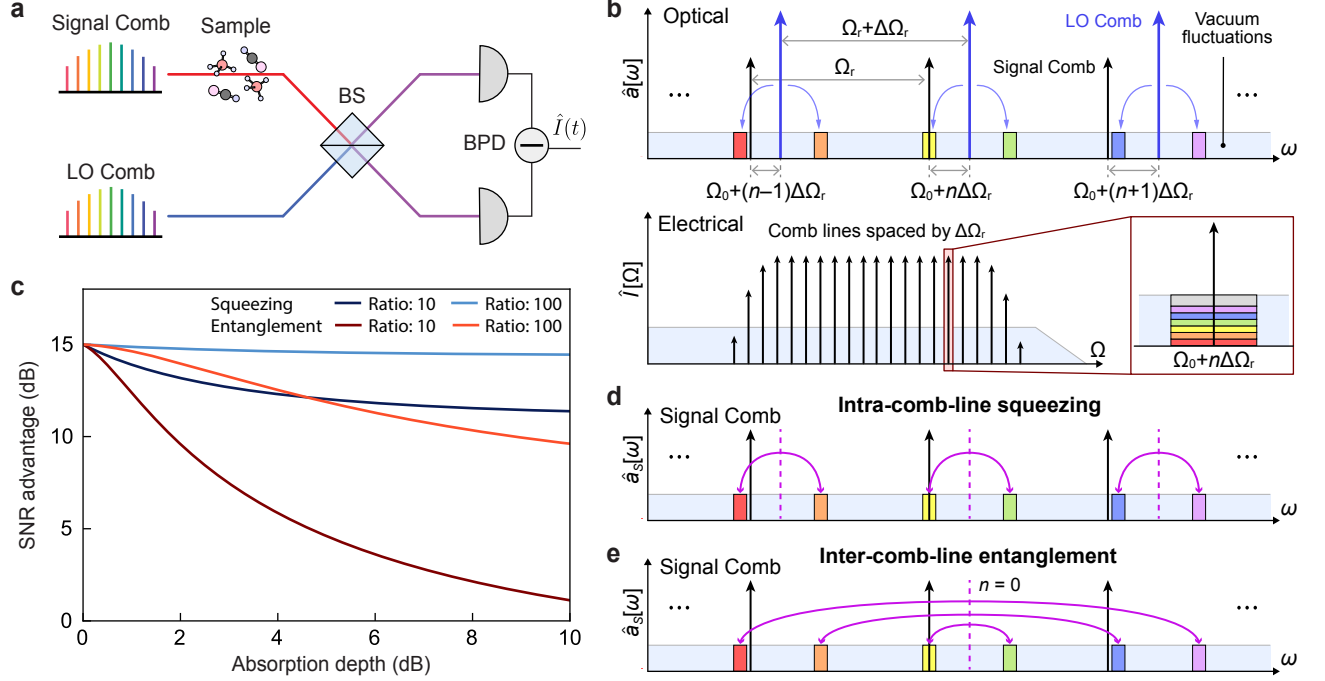 a
Signal Comb
Sample
BS
BPD
Î(t)
LO Comb
b
Optical
Ωr+ΔΩr
LO Comb
Vacuum
fluctuations
Ωr
Signal Comb
â[ω]
...
...
ω
Ω0+(n–1)ΔΩr
Ω0+nΔΩr
Ω0+(n+1)ΔΩr
Electrical
Comb lines spaced by ΔΩr
Î[Ω]
Ω
Ω0+nΔΩr
c
Squeezing
Ratio: 10
Ratio: 100
Entanglement
Ratio: 10
Ratio: 100
SNR advantage (dB)
15
10
5
0
0 2 4 6 8 10
Absorption depth (dB)
d
Intra-comb-line squeezing
Signal Comb
âS[ω]
...
...
ω
e
Inter-comb-line entanglement
Signal Comb
n = 0
âS[ω]
...
...
ω